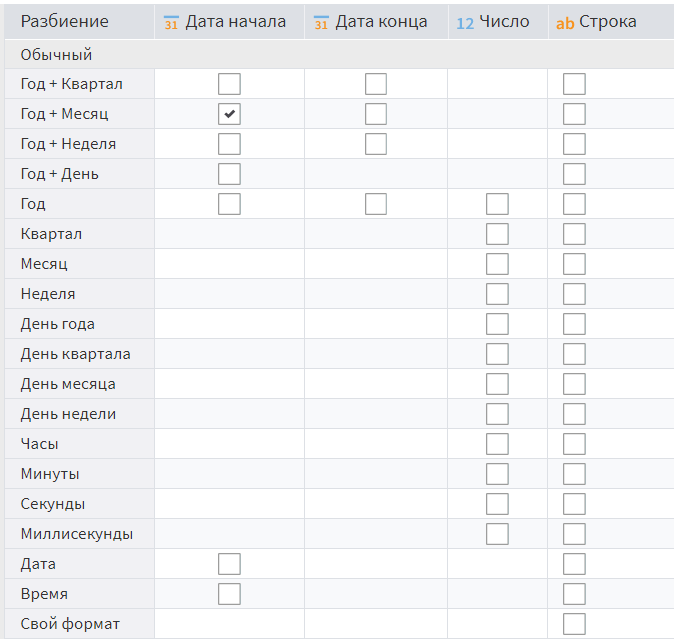 Разбиение 31 Дата начала 31 Дата конца 12 Число ab Строка
Обычный
Год + Квартал
Год + Месяц
Год + Неделя
Год + День
Год
Квартал
Месяц
Неделя
День года
День квартала
День месяца
День недели
Часы
Минуты
Секунды
Миллисекунды
Дата
Время
Свой формат